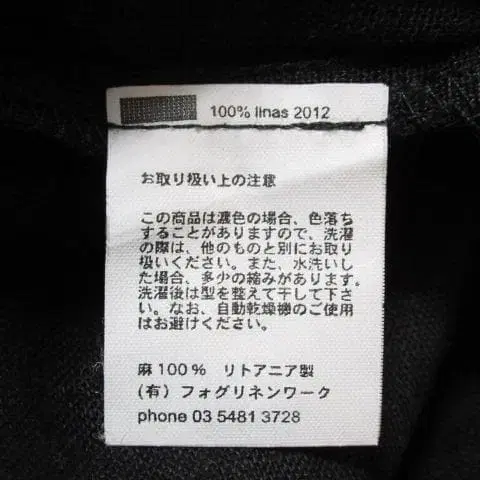 100% linas 2012
お取り扱い上の注意
この商品は濃色の場合、色落ち
することがありますので、洗濯
の際は、他のものと別にお取り
扱いください。また、水洗いし
た場合、多少の縮みがあります。
洗濯後は型を整えて干して下さ
い。なお、自動乾燥機のご使用
はお避けください。
麻100% リトアニア製
(有)フォグリネンワーク
phone 03 5481 3728